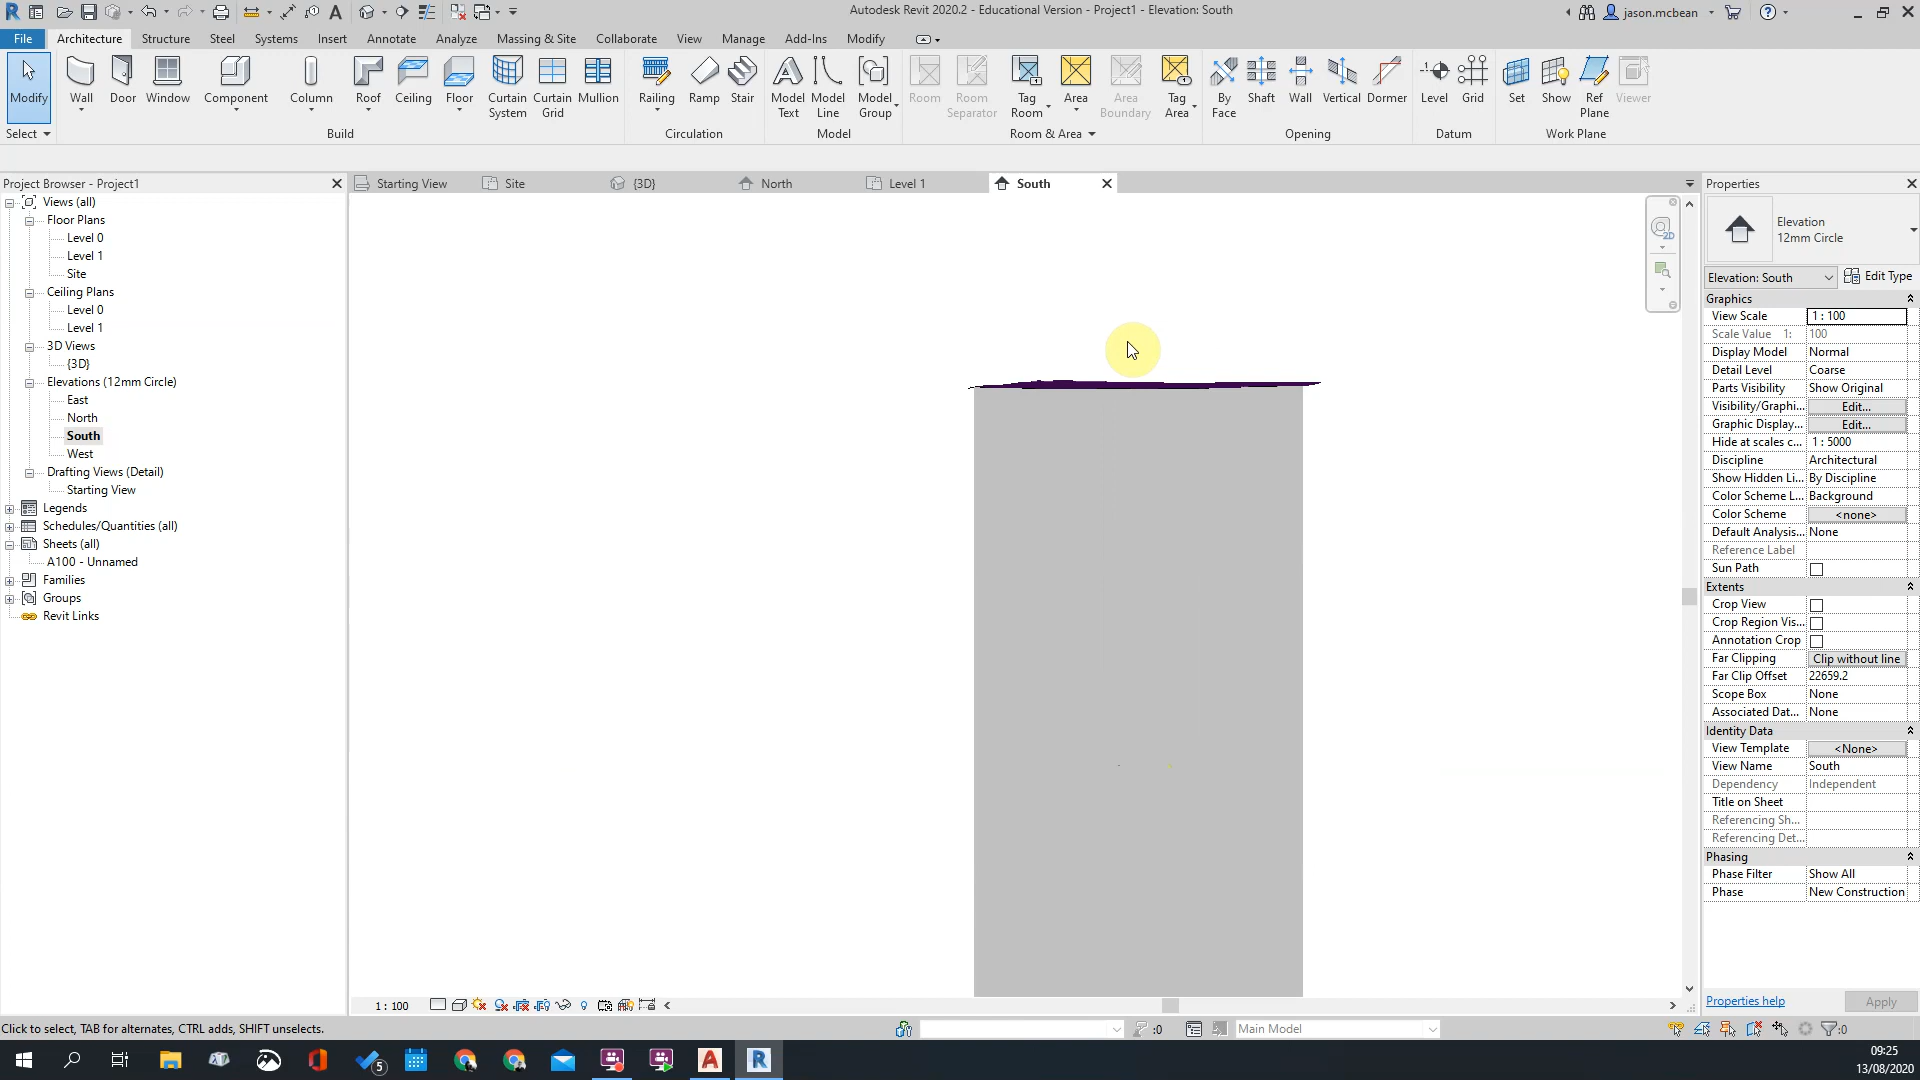 Autodesk Revit 2020.2 - Educational Version - Project1 - Elevation: South
jason.mcbean
File Architecture Structure Steel Systems Insert Annotate Analyze Massing & Site Collaborate View Manage Add-Ins Modify
Modify Wall Door Window Component Column Roof Ceiling Floor Curtain System Curtain Grid Mullion Railing Ramp Stair Model Text Model Line Model Group Room Room Separator Tag Room Area Area Boundary Tag Area By Face Shaft Wall Vertical Dormer Level Grid Set Show Ref Plane Viewer
Select Build Circulation Model Room & Area Opening Datum Work Plane
Project Browser - Project1
Views (all)
Floor Plans
Level 0
Level 1
Site
Ceiling Plans
Level 0
Level 1
3D Views
{3D}
Elevations (12mm Circle)
East
North
South
West
Drafting Views (Detail)
Starting View
Legends
Schedules/Quantities (all)
Sheets (all)
A100 - Unnamed
Families
Groups
Revit Links
Starting View Site {3D} North Level 1 South
2D
Properties
Elevation
12mm Circle
Elevation: South Edit Type
Graphics
View Scale 1 : 100
Scale Value 1: 100
Display Model Normal
Detail Level Coarse
Parts Visibility Show Original
Visibility/Graphi... Edit...
Graphic Display... Edit...
Hide at scales c... 1 : 5000
Discipline Architectural
Show Hidden Li... By Discipline
Color Scheme L... Background
Color Scheme <none>
Default Analysis... None
Reference Label
Sun Path
Extents
Crop View
Crop Region Vis...
Annotation Crop
Far Clipping Clip without line
Far Clip Offset 22659.2
Scope Box None
Associated Dat... None
Identity Data
View Template <None>
View Name South
Dependency Independent
Title on Sheet
Referencing Sh...
Referencing Det...
Phasing
Phase Filter Show All
Phase New Construction
Properties help Apply
1 : 100
Click to select, TAB for alternates, CTRL adds, SHIFT unselects.
:0
Main Model
:0
5
09:25
13/08/2020